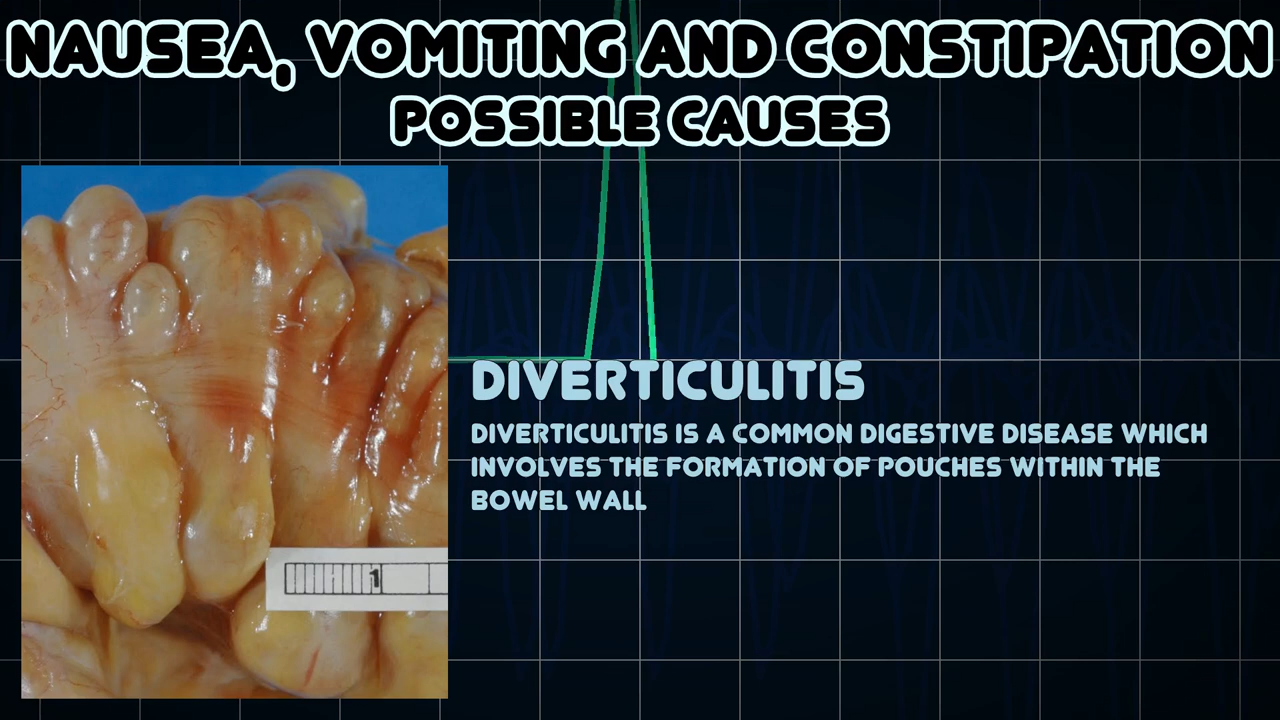 NAUSEA, VOMITING AND CONSTIPATION
POSSIBLE CAUSES
DIVERTICULITIS
DIVERTICULITIS IS A COMMON DIGESTIVE DISEASE WHICH
INVOLVES THE FORMATION OF POUCHES WITHIN THE
BOWEL WALL
1